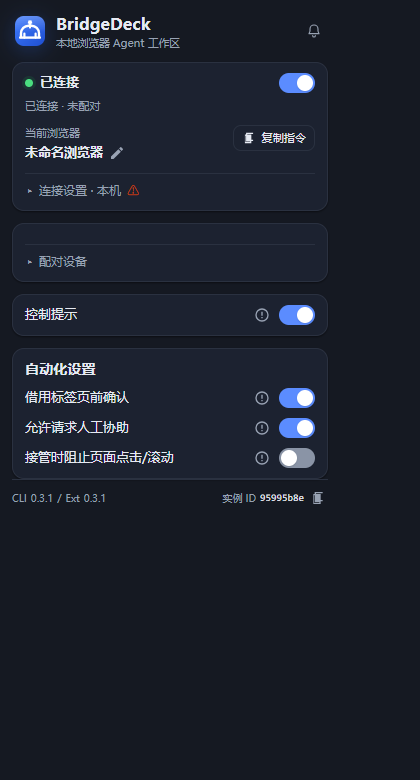 BridgeDeck
本地浏览器 Agent 工作区
已连接
已连接 · 未配对
当前浏览器
未命名浏览器
复制指令
连接设置 · 本机
配对设备
控制提示
自动化设置
借用标签页前确认
允许请求人工协助
接管时阻止页面点击/滚动
CLI 0.3.1 / Ext 0.3.1
实例 ID 95995b8e